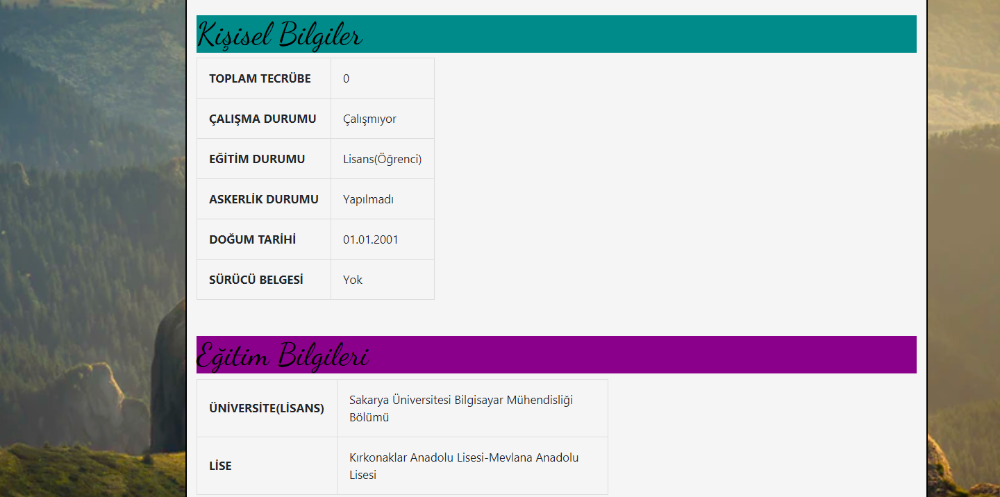 Kişisel Bilgiler
TOPLAM TECRÜBE 0
ÇALIŞMA DURUMU Çalışmıyor
EĞİTİM DURUMU Lisans(Öğrenci)
ASKERLİK DURUMU Yapılmadı
DOĞUM TARİHİ 01.01.2001
SÜRÜCÜ BELGESİ Yok
Eğitim Bilgileri
ÜNİVERSİTE(LİSANS) Sakarya Üniversitesi Bilgisayar Mühendisliği
Bölümü
LİSE Kırkonaklar Anadolu Lisesi-Mevlana Anadolu
Lisesi